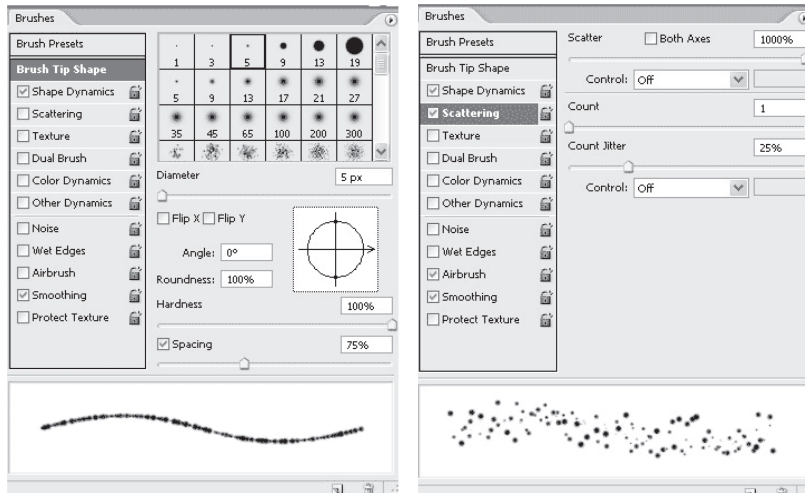 Brushes
Brush Presets
Brush Tip Shape
Shape Dynamics
Scattering
Texture
Dual Brush
Color Dynamics
Other Dynamics
Noise
Wet Edges
Airbrush
Smoothing
Protect Texture
1 3 5 9 13 19
5 9 13 17 21 27
35 45 65 100 200 300
Diameter 5 px
Flip X Flip Y
Angle: 0°
Roundness: 100%
Hardness 100%
Spacing 75%
Brushes
Brush Presets
Brush Tip Shape
Shape Dynamics
Scattering
Texture
Dual Brush
Color Dynamics
Other Dynamics
Noise
Wet Edges
Airbrush
Smoothing
Protect Texture
Scatter Both Axes 1000%
Control: Off
Count 1
Count Jitter 25%
Control: Off